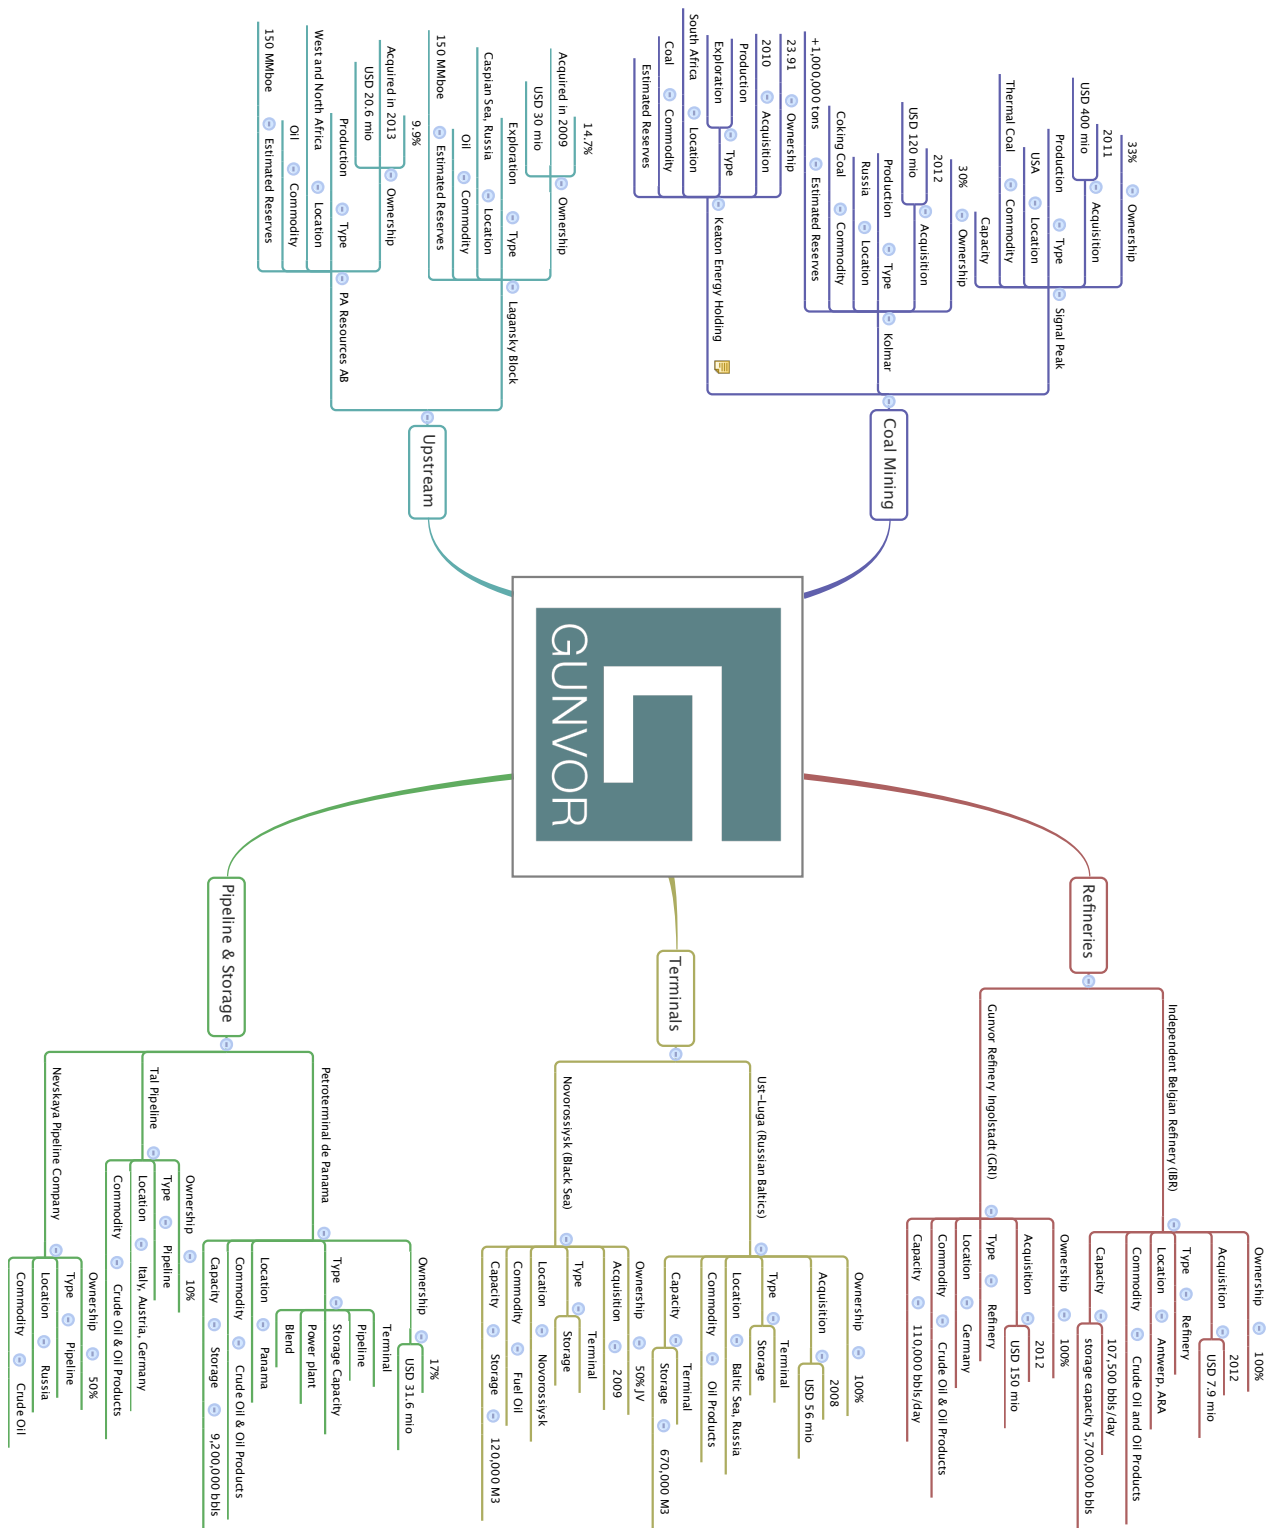 GUNVOR
Coal Mining
Signal Peak
33% Ownership
2011
USD 400 mio
Acquisition
Production Type
USA Location
Thermal Coal Commodity
Capacity
Kolmar
30% Ownership
2012
USD 120 mio
Acquisition
Production Type
Russia Location
Coking Coal Commodity
+1,000,000 tons Estimated Reserves
Keaton Energy Holding
23.91 Ownership
2010 Acquisition
Production
Exploration
Type
South Africa Location
Coal Commodity
Estimated Reserves
Upstream
Lagansky Block
14.7%
Acquired in 2009
USD 30 mio
Ownership
Exploration Type
Caspian Sea, Russia Location
Oil Commodity
150 MMboe Estimated Reserves
PA Resources AB
9.9%
Acquired in 2013
USD 20.6 mio
Ownership
Production Type
West and North Africa Location
Oil Commodity
150 MMboe Estimated Reserves
Refineries
Independent Belgian Refinery (IBR)
Ownership 100%
Acquisition
2012
USD 7.9 mio
Type Refinery
Location Antwerp, ARA
Commodity Crude Oil and Oil Products
Capacity
107,500 bbls/day
storage capacity 5,700,000 bbls
Gunvor Refinery Ingolstadt (GRI)
Ownership 100%
Acquisition
2012
USD 150 mio
Type Refinery
Location Germany
Commodity Crude Oil & Oil Products
Capacity 110,000 bbls/day
Terminals
Ust-Luga (Russian Baltics)
Ownership 100%
Acquisition
2008
USD 56 mio
Type
Terminal
Storage
Location Baltic Sea, Russia
Commodity Oil Products
Capacity
Terminal
Storage 670,000 M3
Novorossiysk (Black Sea)
Ownership 50% JV
Acquisition 2009
Type
Terminal
Storage
Location Novorossiysk
Commodity Fuel Oil
Capacity Storage 120,000 M3
Pipeline & Storage
Petroterminal de Panama
Ownership
17%
USD 31.6 mio
Type
Terminal
Pipeline
Storage Capacity
Power plant
Blend
Location Panama
Commodity Crude Oil & Oil Products
Capacity Storage 9,200,000 bbls
Tal Pipeline
Ownership 10%
Type Pipeline
Location Italy, Austria, Germany
Commodity Crude Oil & Oil Products
Nevskaya Pipeline Company
Ownership 50%
Type Pipeline
Location Russia
Commodity Crude Oil